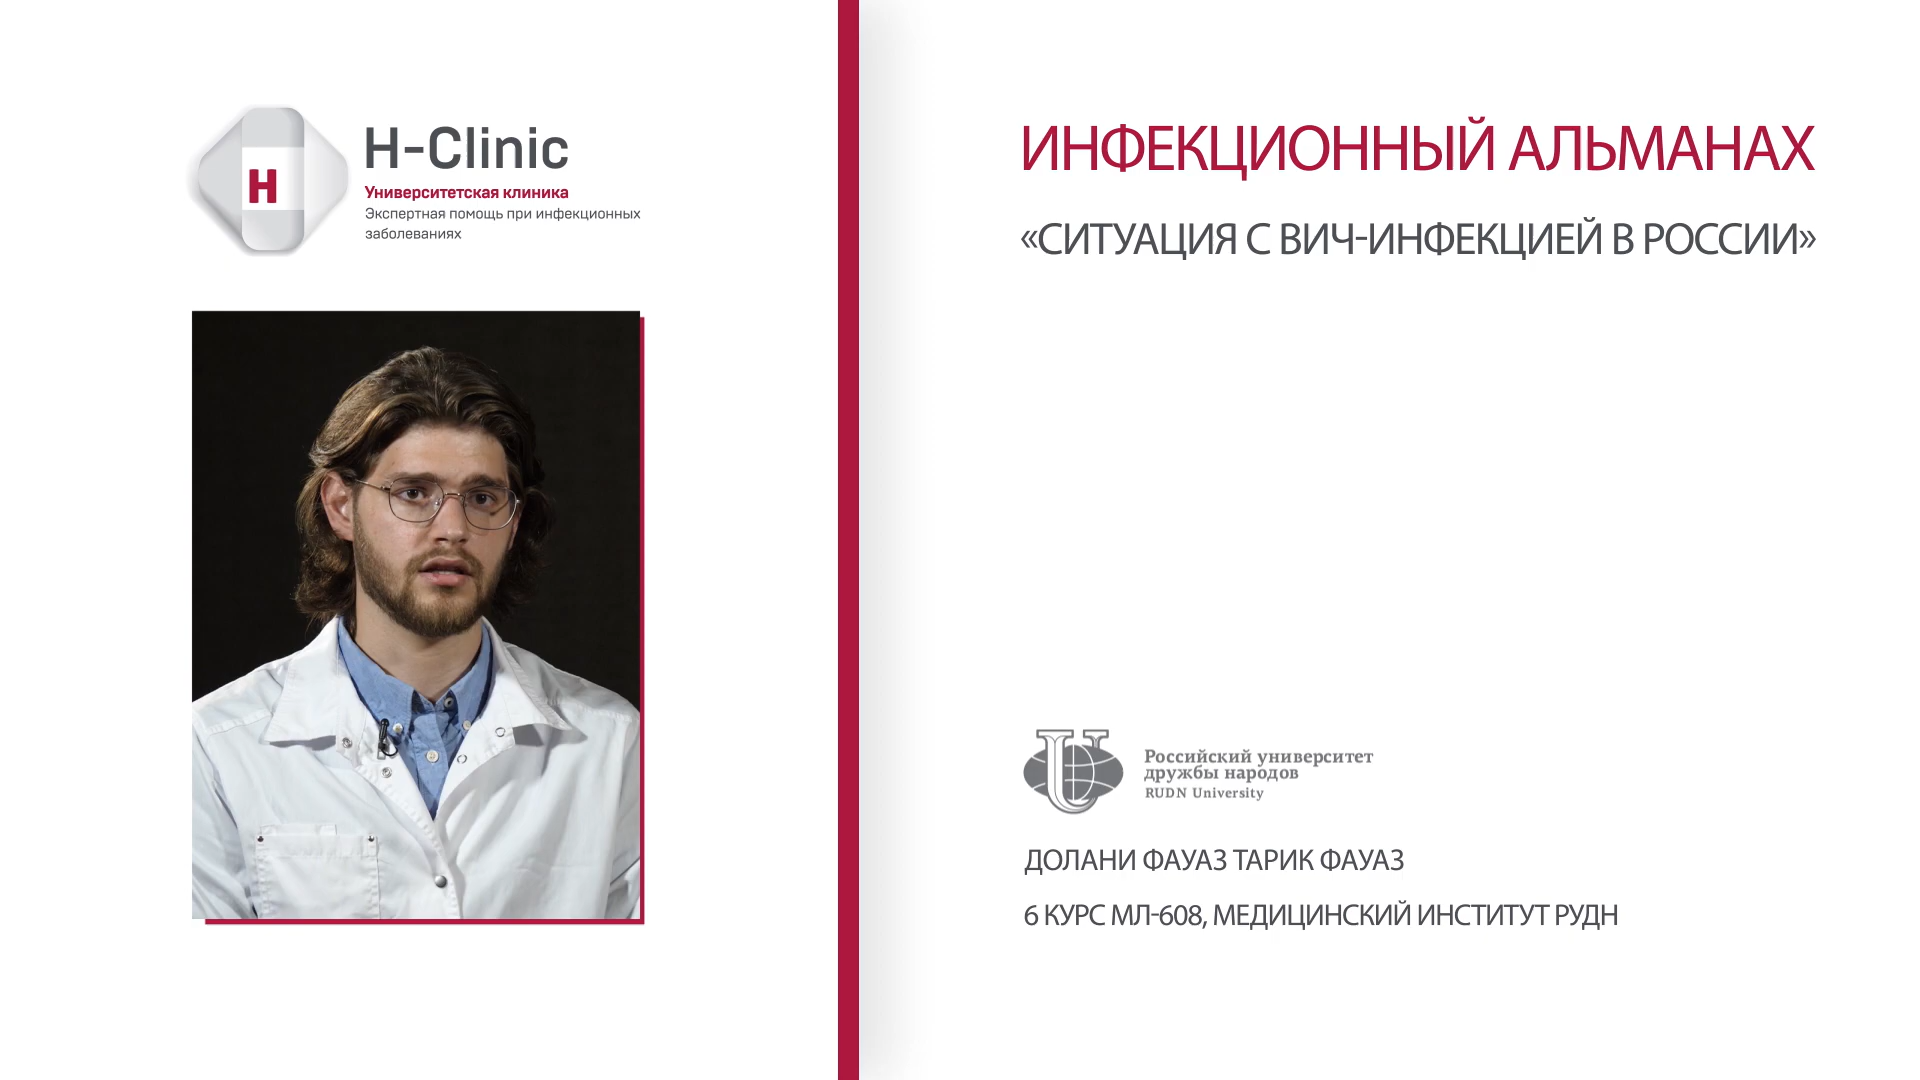 H
H-Clinic
Университетская клиника
Экспертная помощь при инфекционных
заболеваниях
ИНФЕКЦИОННЫЙ АЛЬМАНАХ
«СИТУАЦИЯ С ВИЧ-ИНФЕКЦИЕЙ В РОССИИ»
Российский университет
дружбы народов
RUDN University
ДОЛАНИ ФАУАЗ ТАРИК ФАУАЗ
6 КУРС МЛ-608, МЕДИЦИНСКИЙ ИНСТИТУТ РУДН